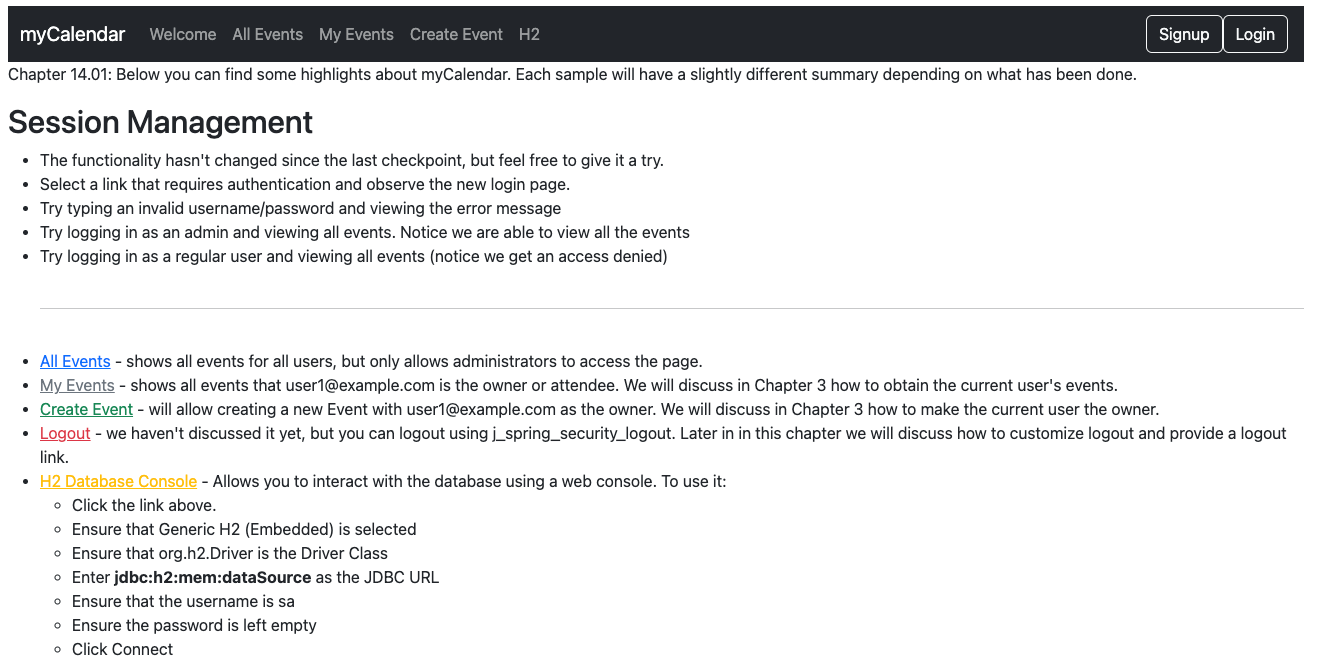 myCalendar Welcome All Events My Events Create Event H2 Signup Login
Chapter 14.01: Below you can find some highlights about myCalendar. Each sample will have a slightly different summary depending on what has been done.
Session Management
• The functionality hasn't changed since the last checkpoint, but feel free to give it a try.
• Select a link that requires authentication and observe the new login page.
• Try typing an invalid username/password and viewing the error message
• Try logging in as an admin and viewing all events. Notice we are able to view all the events
• Try logging in as a regular user and viewing all events (notice we get an access denied)
• All Events - shows all events for all users, but only allows administrators to access the page.
• My Events - shows all events that user1@example.com is the owner or attendee. We will discuss in Chapter 3 how to obtain the current user's events.
• Create Event - will allow creating a new Event with user1@example.com as the owner. We will discuss in Chapter 3 how to make the current user the owner.
• Logout - we haven't discussed it yet, but you can logout using j_spring_security_logout. Later in in this chapter we will discuss how to customize logout and provide a logout
link.
• H2 Database Console - Allows you to interact with the database using a web console. To use it:
◦ Click the link above.
◦ Ensure that Generic H2 (Embedded) is selected
◦ Ensure that org.h2.Driver is the Driver Class
◦ Enter jdbc:h2:mem:dataSource as the JDBC URL
◦ Ensure that the username is sa
◦ Ensure the password is left empty
◦ Click Connect